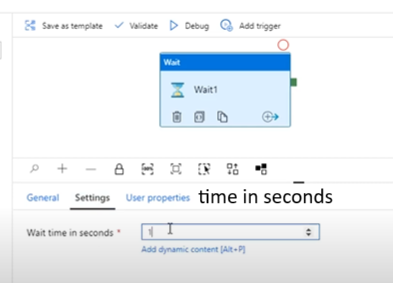 Save as template Validate Debug Add trigger
Wait
Wait1
General Settings User properties time in seconds
Wait time in seconds * 1
Add dynamic content [Alt+P]